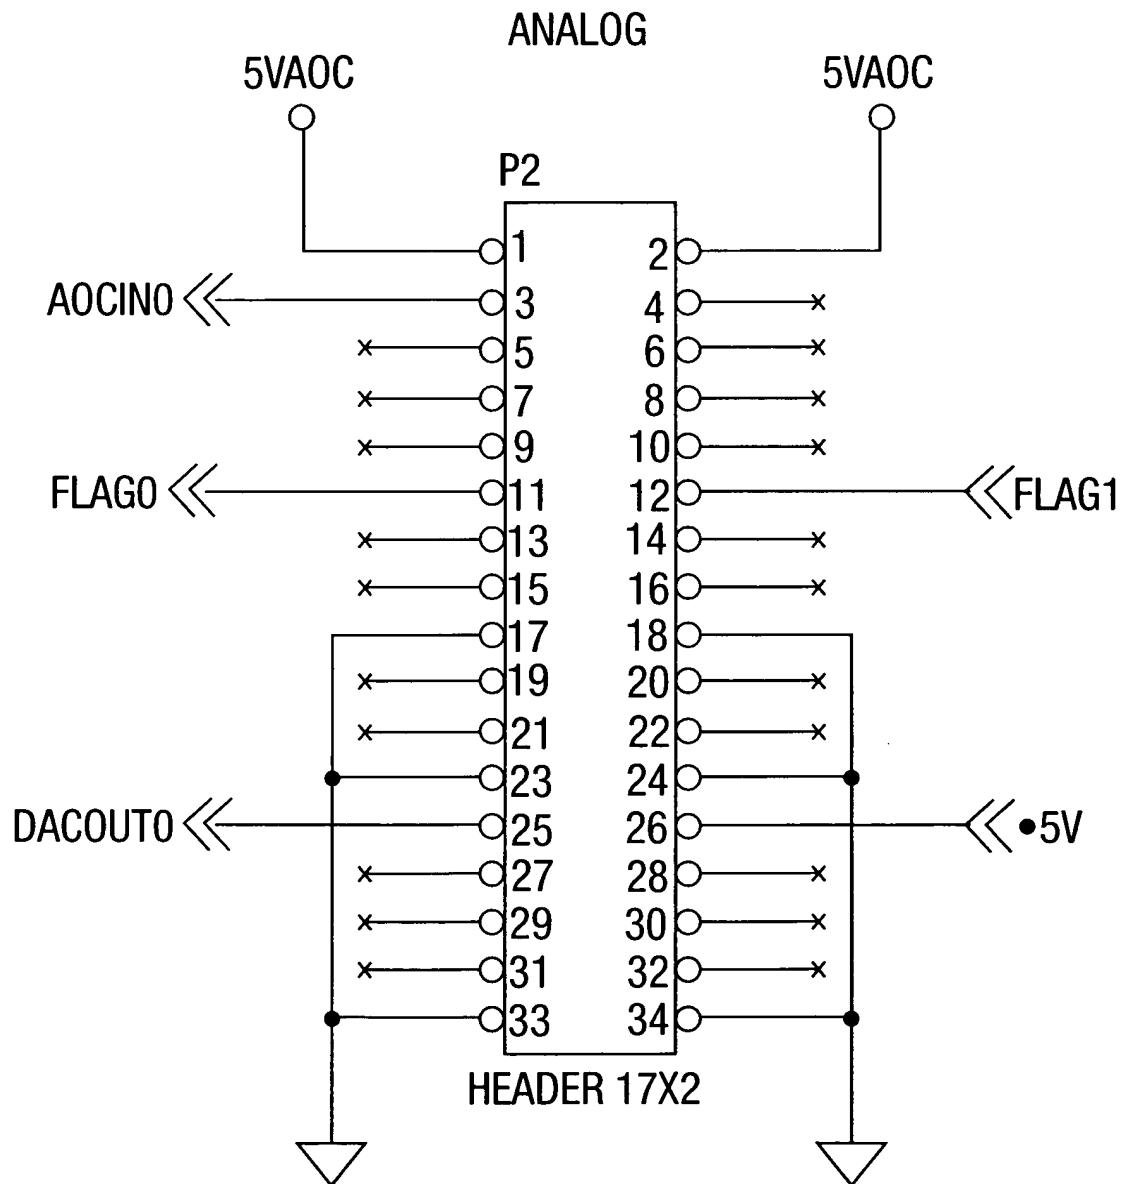 ANALOG
5VAOC 5VAOC
P2
1 2
AOCIN0 3 4
5 6
7 8
9 10
FLAG0 11 12 FLAG1
13 14
15 16
17 18
19 20
21 22
23 24
DACOUT0 25 26 •5V
27 28
29 30
31 32
33 34
HEADER 17X2